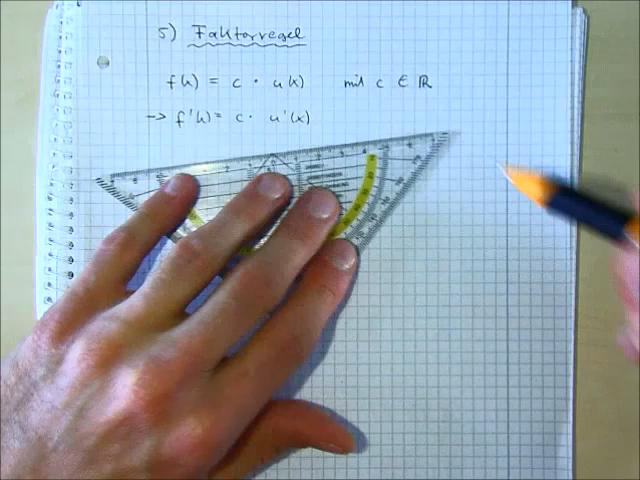 5) Faktorregel
f(x) = c · u(x) mit c ∈ ℝ
→ f'(x) = c · u'(x)